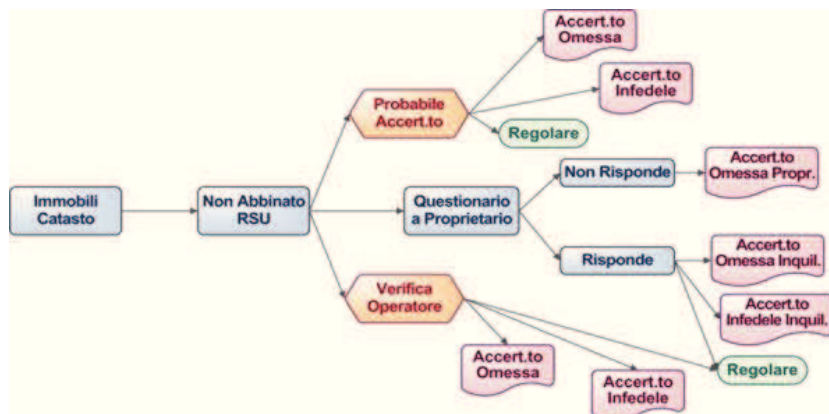 Accert.to
Omessa
Accert.to
Infedele
Probabile
Accert.to
Regolare
Immobili
Catasto
Non Abbinato
RSU
Questionario
a Proprietario
Non Risponde
Accert.to
Omessa Propr.
Risponde
Accert.to
Omessa Inquil.
Accert.to
Infedele Inquil.
Verifica
Operatore
Accert.to
Omessa
Accert.to
Infedele
Regolare